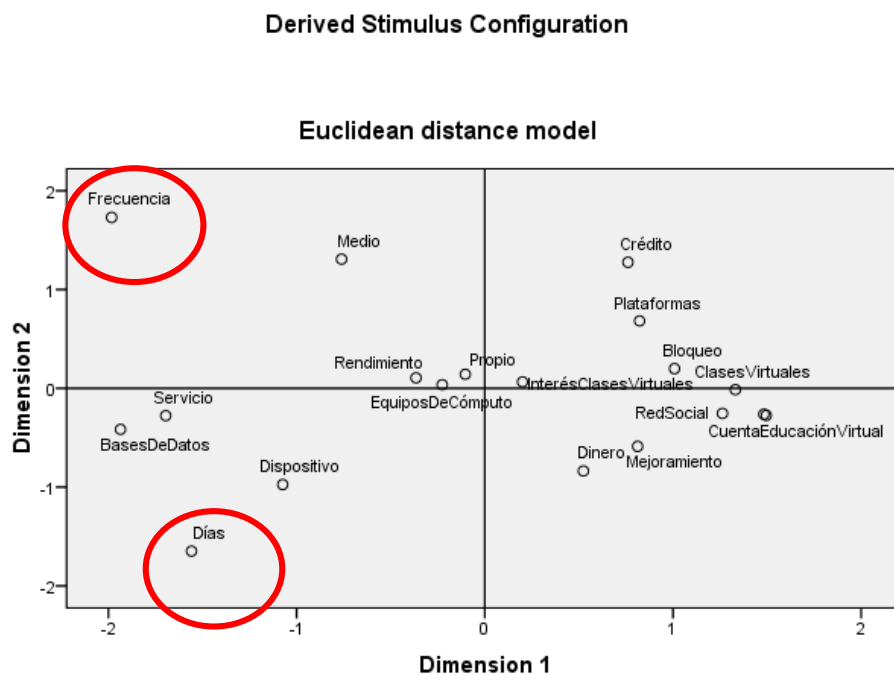 Derived Stimulus Configuration
Euclidean distance model
2
Frecuencia
Medio
Crédito
1
Plataformas
Bloqueo
Rendimiento
Propio
ClasesVirtuales
0
InterésClasesVirtuales
EquiposDeCómputo
Servicio
RedSocial
CuentaEducaciónVirtual
BasesDeDatos
Dispositivo
Dinero
Mejoramiento
-1
Días
-2
-2 -1 0 1 2
Dimension 2
Dimension 1